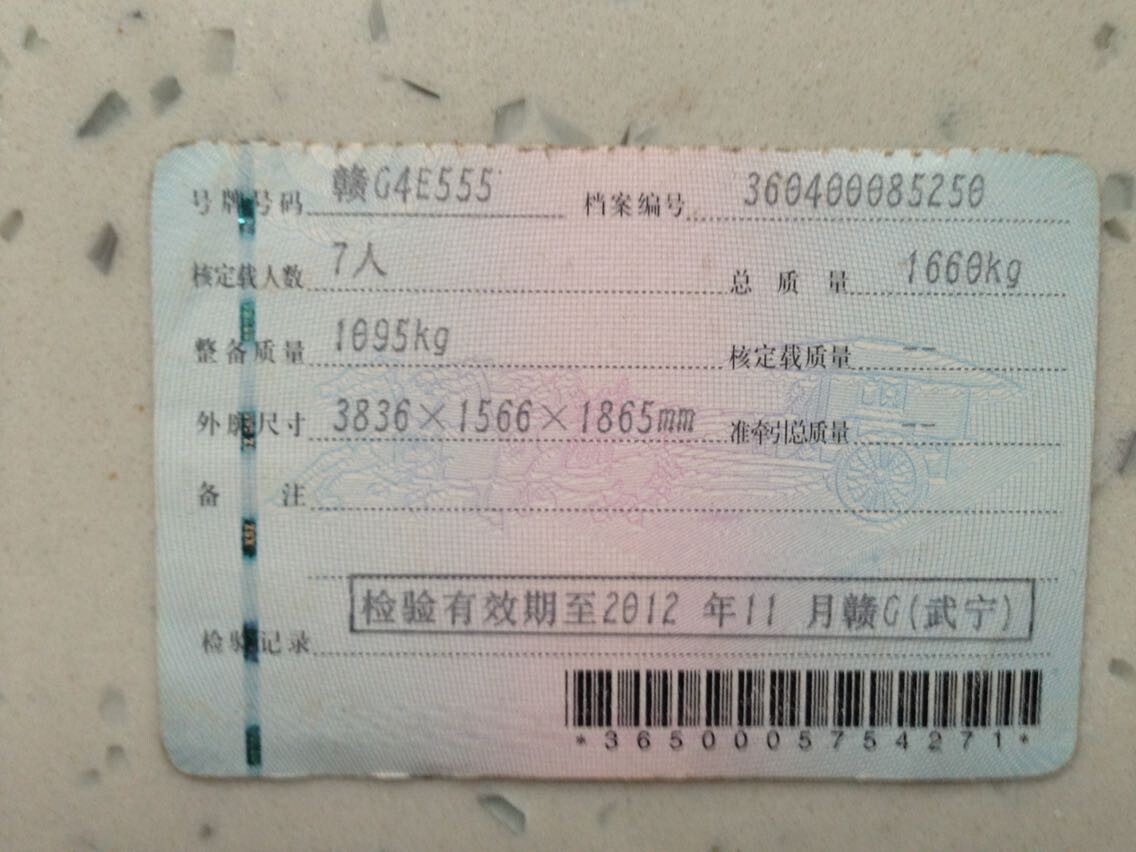 号牌号码 赣G4E555 档案编号 360400085250
核定载人数 7人 总质量 1660kg
整备质量 1095kg 核定载质量 --
外廓尺寸 3836×1566×1865mm 准牵引总质量 --
备注
检验记录 检验有效期至2012 年11 月赣G(武宁)
*3650005754271*